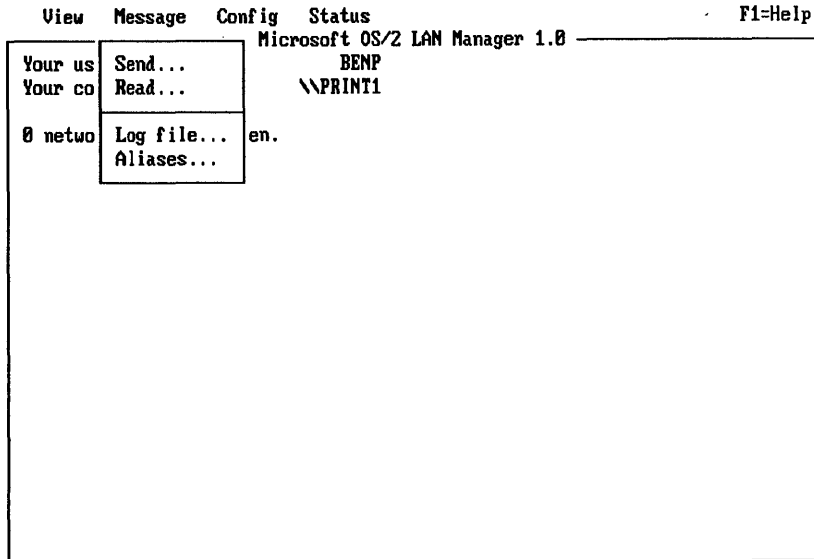 View Message Config Status F1=Help
Microsoft OS/2 LAN Manager 1.0
Your us Send... BENP
Your co Read... \\PRINT1
0 netwo Log file... en.
Aliases...